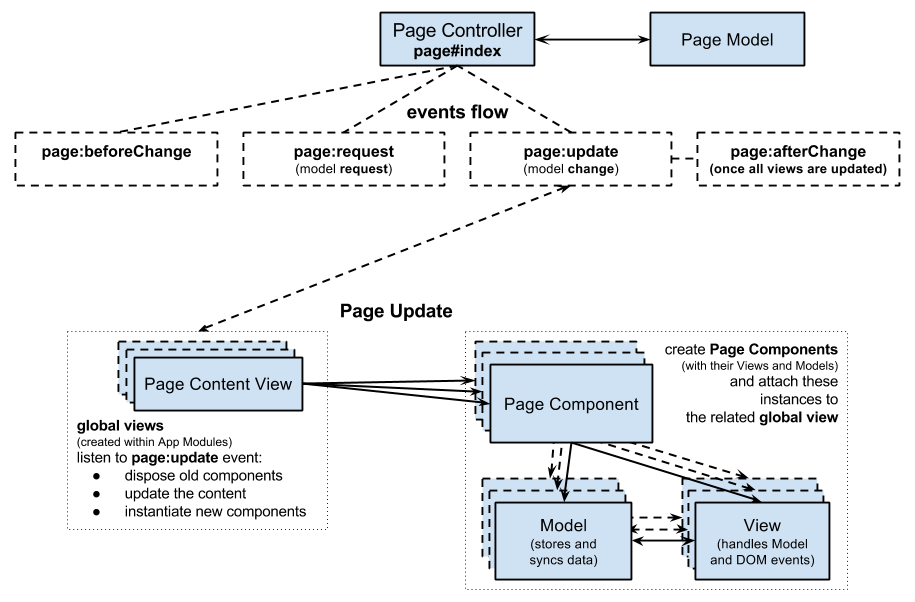 Page Controller
page#index
Page Model
events flow
page:beforeChange
page:request
(model request)
page:update
(model change)
page:afterChange
(once all views are updated)
Page Update
Page Content View
global views
(created within App Modules)
listen to page:update event:
● dispose old components
● update the content
● instantiate new components
Page Component
create Page Components
(with their Views and Models)
and attach these
instances to
the related global view
Model
(stores and
syncs data)
View
(handles Model
and DOM events)